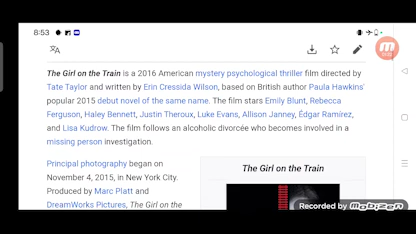 8:53
The Girl on the Train is a 2016 American mystery psychological thriller film directed by
Tate Taylor and written by Erin Cressida Wilson, based on British author Paula Hawkins'
popular 2015 debut novel of the same name. The film stars Emily Blunt, Rebecca
Ferguson, Haley Bennett, Justin Theroux, Luke Evans, Allison Janney, Édgar Ramírez,
and Lisa Kudrow. The film follows an alcoholic divorcée who becomes involved in a
missing person investigation.
Principal photography began on
November 4, 2015, in New York City.
Produced by Marc Platt and
DreamWorks Pictures, The Girl on the
The Girl on the Train
Recorded by Mobizen